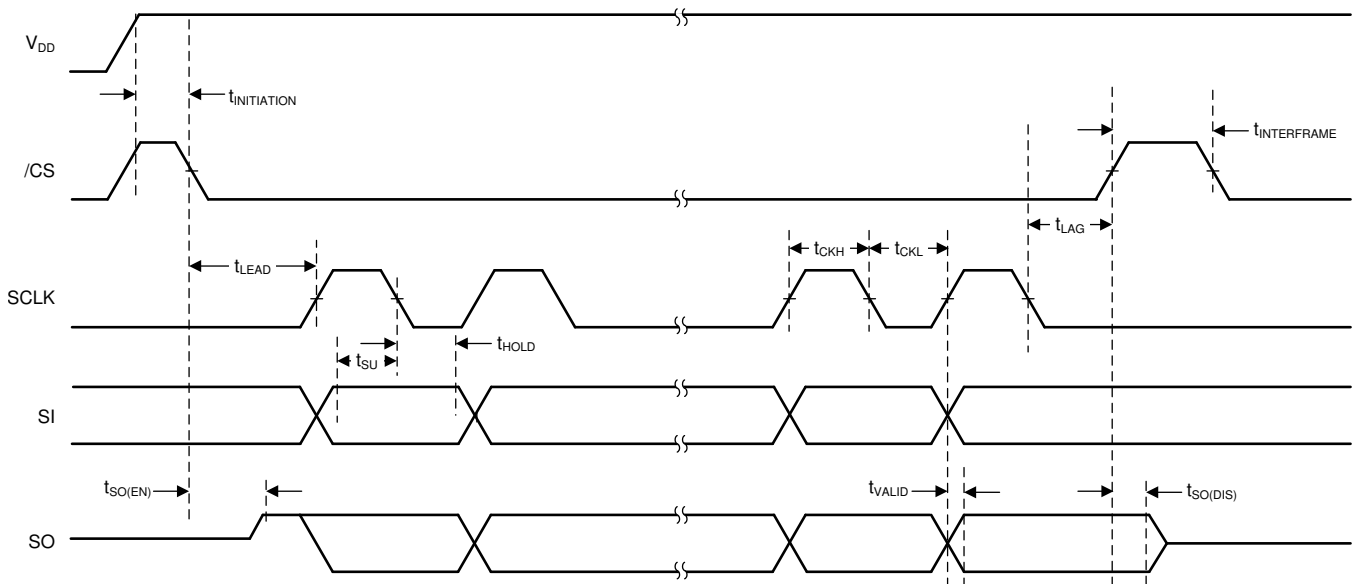 VDD
tINITIATION
tINTERFRAME
/CS
tLAG
tCKH
tCKL
tLEAD
SCLK
tHOLD
tSU
SI
tSO(EN)
tVALID
tSO(DIS)
SO